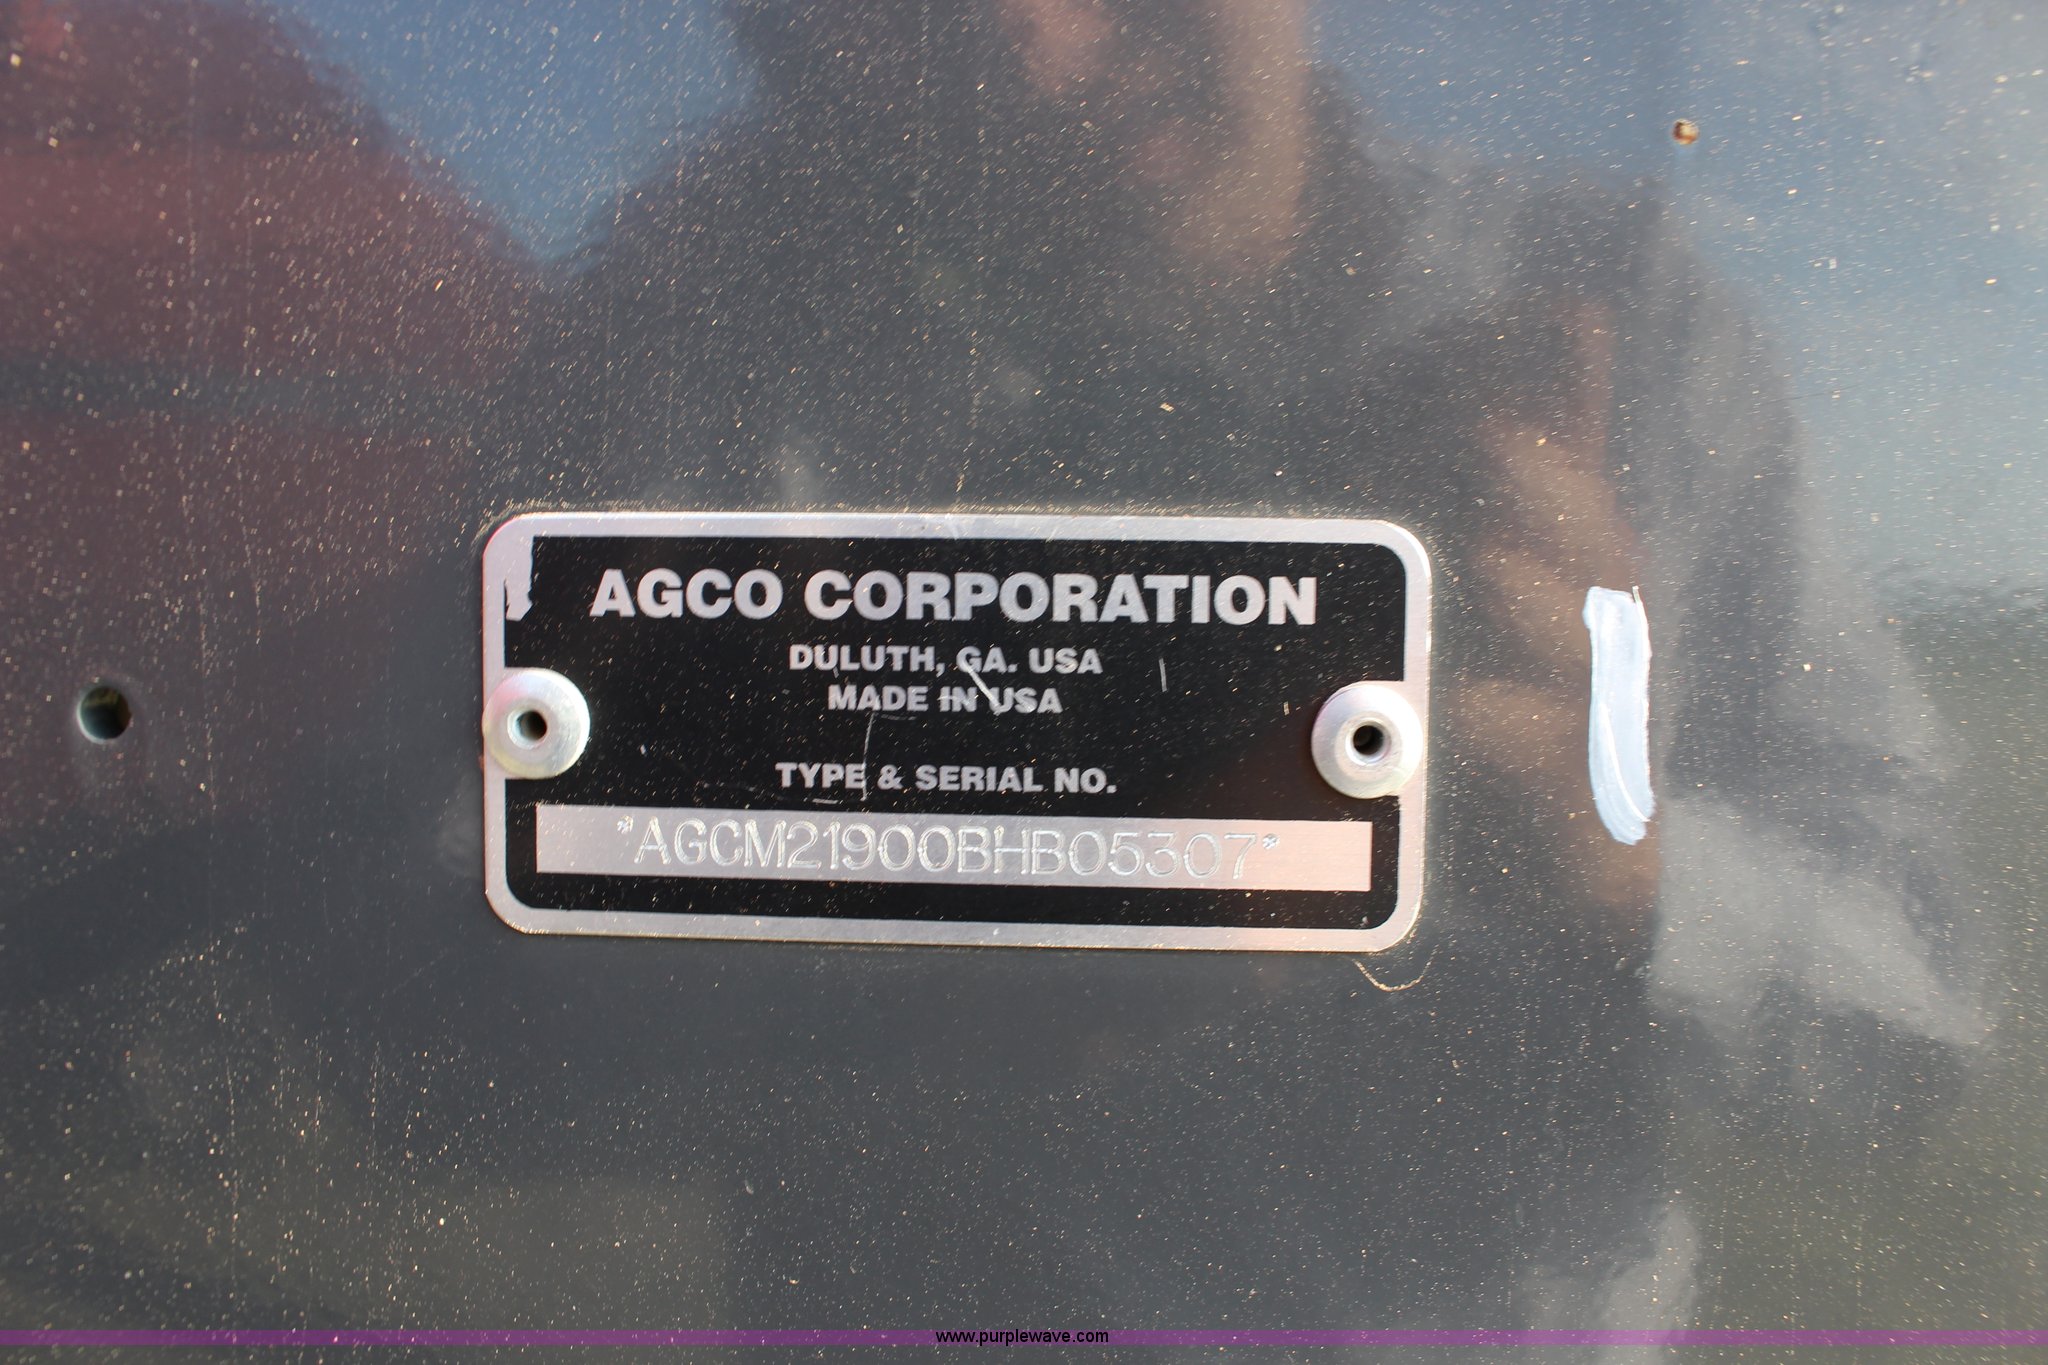 AGCO CORPORATION
DULUTH, GA. USA
MADE IN USA
TYPE & SERIAL NO.
*AGCM21900BHB05307*
www.purplewave.com